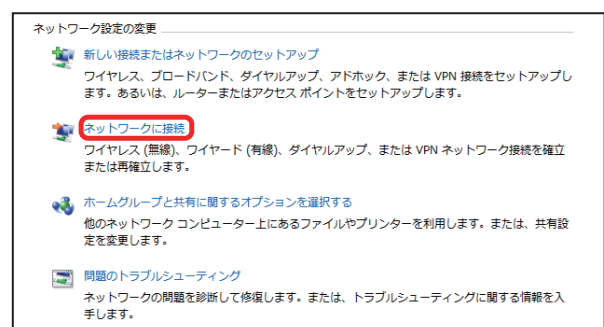 ネットワーク設定の変更
新しい接続またはネットワークのセットアップ
ワイヤレス、ブロードバンド、ダイヤルアップ、アドホック、または VPN 接続をセットアップし
ます。あるいは、ルーターまたはアクセス ポイントをセットアップします。
ネットワークに接続
ワイヤレス (無線)、ワイヤード (有線)、ダイヤルアップ、または VPN ネットワーク接続を確立
または再確立します。
ホームグループと共有に関するオプションを選択する
他のネットワーク コンピューター上にあるファイルやプリンターを利用します。または、共有設
定を変更します。
問題のトラブルシューティング
ネットワークの問題を診断して修復します。または、トラブルシューティングに関する情報を入
手します。